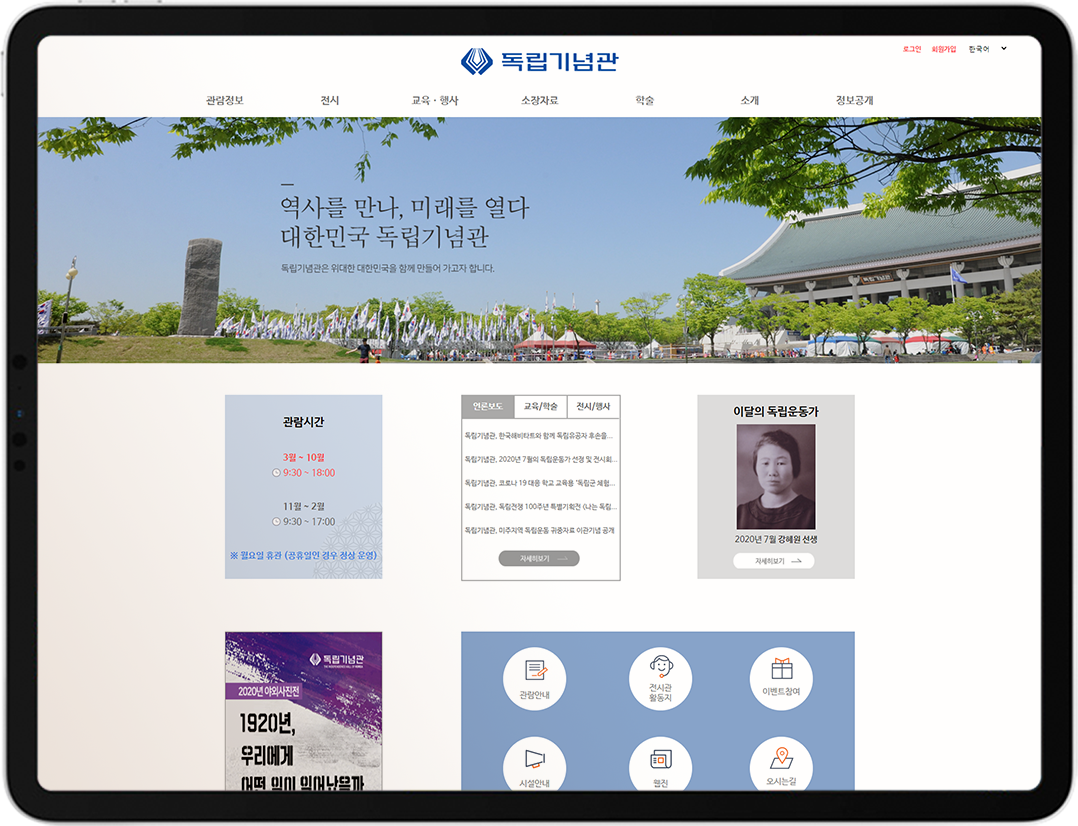 독립기념관
로그인 회원가입 한국어
관람정보 전시 교육・행사 소장자료 학술 소개 정보공개
역사를 만나, 미래를 열다
대한민국 독립기념관
독립기념관은 위대한 대한민국을 함께 만들어 가고자 합니다.
독립기념관
관람시간
3월 ~ 10월
9:30 ~ 18:00
11월 ~ 2월
9:30 ~ 17:00
※ 월요일 휴관 (공휴일인 경우 정상 운영)
언론보도 교육/학술 전시/행사
독립기념관, 한국해비타트와 함께 독립유공자 후손을...
독립기념관, 2020년 7월의 독립운동가 선정 및 전시회...
독립기념관, 코로나 19 대응 학교 교육용 '독립군 체험...
독립기념관, 독립전쟁 100주년 특별기획전 《나는 독립...
독립기념관, 미주지역 독립운동 귀중자료 이관기념 공개
자세히보기
이달의 독립운동가
2020년 7월 강혜원 선생
자세히보기
독립기념관
THE INDEPENDENCE HALL OF KOREA
2020년 야외사진전
1920년,
우리에게
어떤 일이 일어났을까
관람안내
전시관
활동지
이벤트참여
시설안내
웹진
오시는길